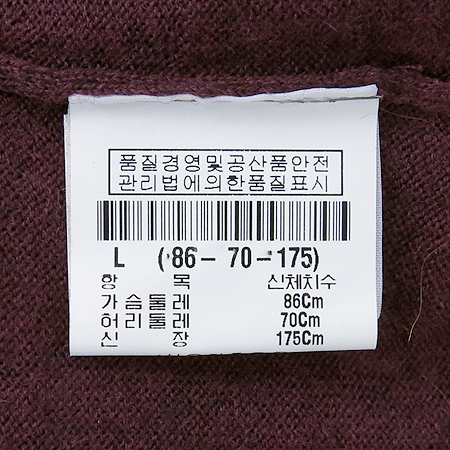 품질경영및공산품안전
관리법에의한품질표시
L (86-70-175)
항 목 신체치수
가슴둘레 86Cm
허리둘레 70Cm
신 장 175Cm